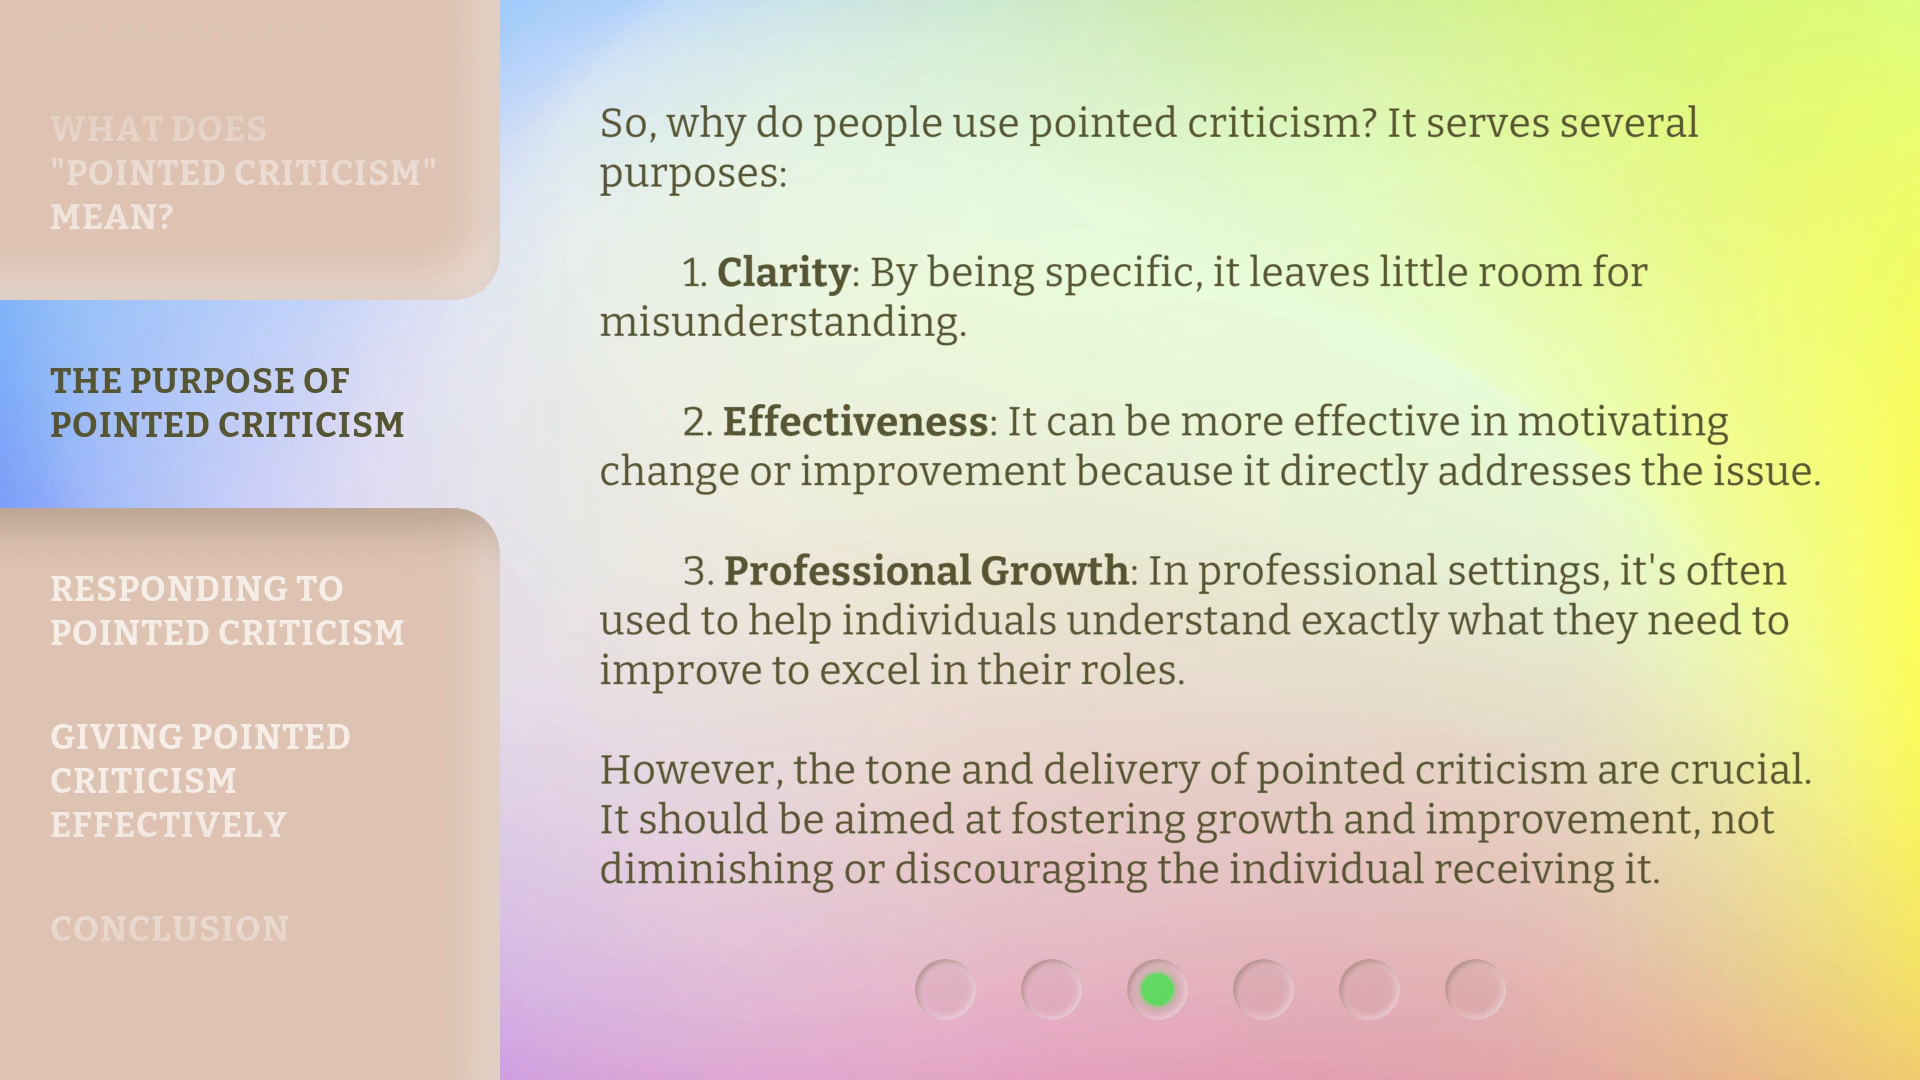 WHAT DOES
"POINTED CRITICISM"
MEAN?
THE PURPOSE OF
POINTED CRITICISM
RESPONDING TO
POINTED CRITICISM
GIVING POINTED
CRITICISM
EFFECTIVELY
CONCLUSION
So, why do people use pointed criticism? It serves several
purposes:
1. Clarity: By being specific, it leaves little room for
misunderstanding.
2. Effectiveness: It can be more effective in motivating
change or improvement because it directly addresses the issue.
3. Professional Growth: In professional settings, it's often
used to help individuals understand exactly what they need to
improve to excel in their roles.
However, the tone and delivery of pointed criticism are crucial.
It should be aimed at fostering growth and improvement, not
diminishing or discouraging the individual receiving it.